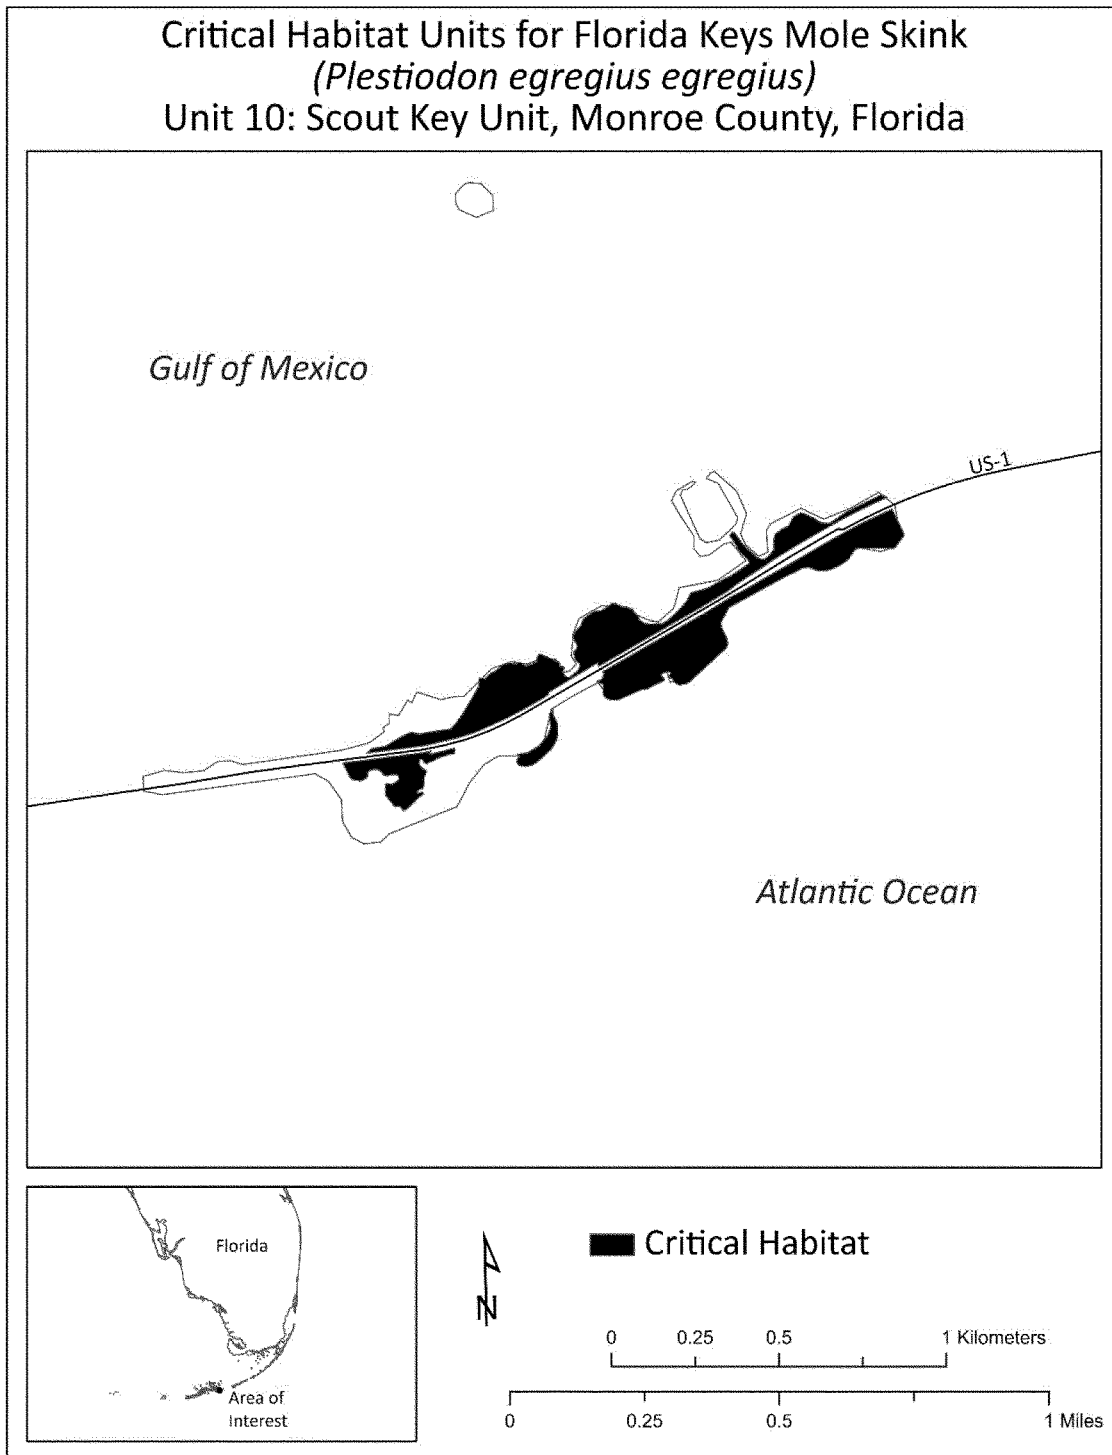 Critical Habitat Units for Florida Keys Mole Skink
(Plestiodon egregius egregius)
Unit 10: Scout Key Unit, Monroe County, Florida
Gulf of Mexico
US-1
Atlantic Ocean
Florida
Area of
Interest
N
Critical Habitat
0 0.25 0.5 1 Kilometers
0 0.25 0.5 1 Miles